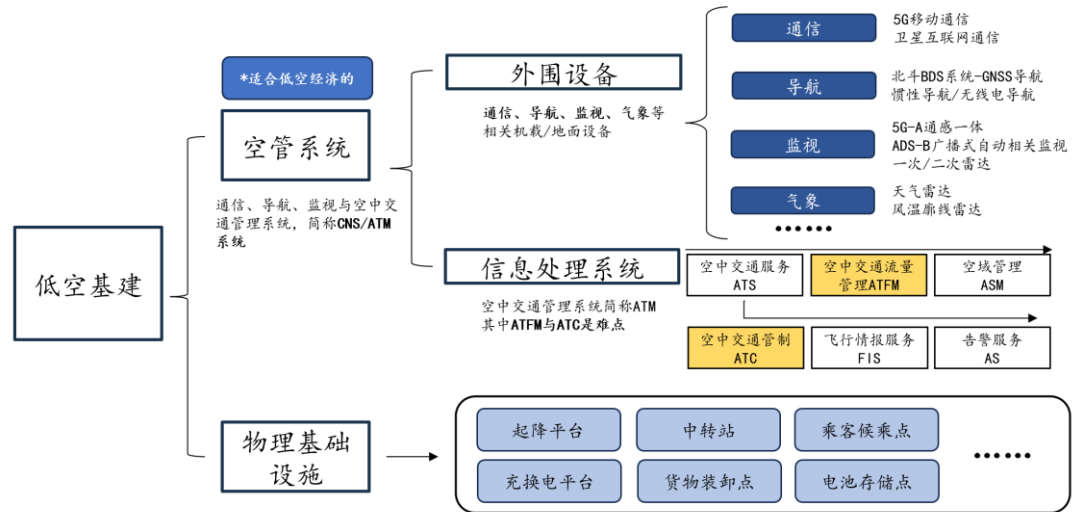 低空基建
*适合低空经济的
空管系统
通信、导航、监视与空中交
通管理系统，简称CNS/ATM
系统
外围设备
通信、导航、监视、气象等
相关机载/地面设备
通信
5G移动通信
卫星互联网通信
导航
北斗BDS系统-GNSS导航
惯性导航/无线电导航
监视
5G-A通感一体
ADS-B广播式自动相关监视
一次/二次雷达
气象
天气雷达
风温廓线雷达
••••••
信息处理系统
空中交通管理系统简称ATM
其中ATFM与ATC是难点
空中交通服务
ATS
空中交通流量
管理ATFM
空域管理
ASM
空中交通管制
ATC
飞行情报服务
FIS
告警服务
AS
物理基础
设施
起降平台
中转站
乘客候乘点
充换电平台
货物装卸点
电池存储点
••••••